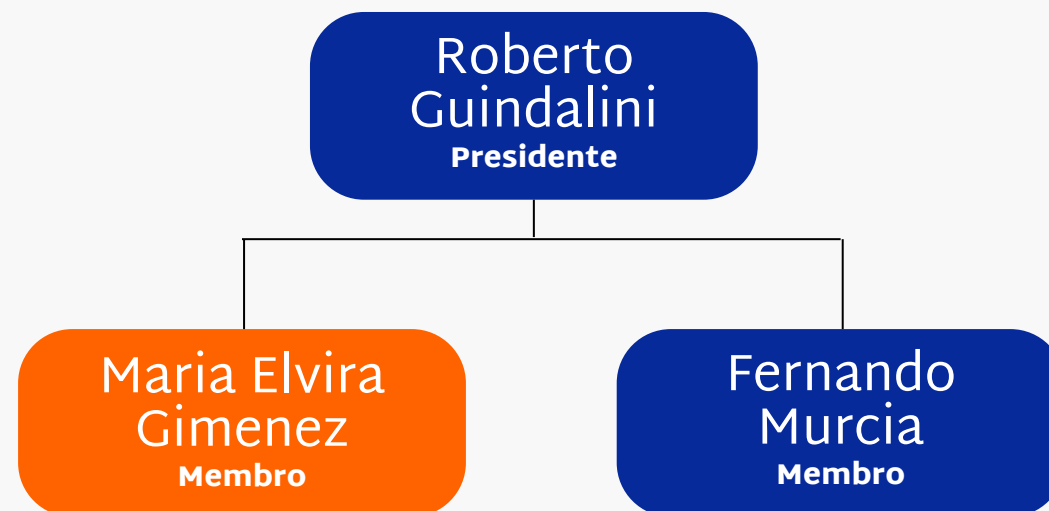 Roberto
Guindalini
Presidente
Maria Elvira
Gimenez
Membro
Fernando
Murcia
Membro